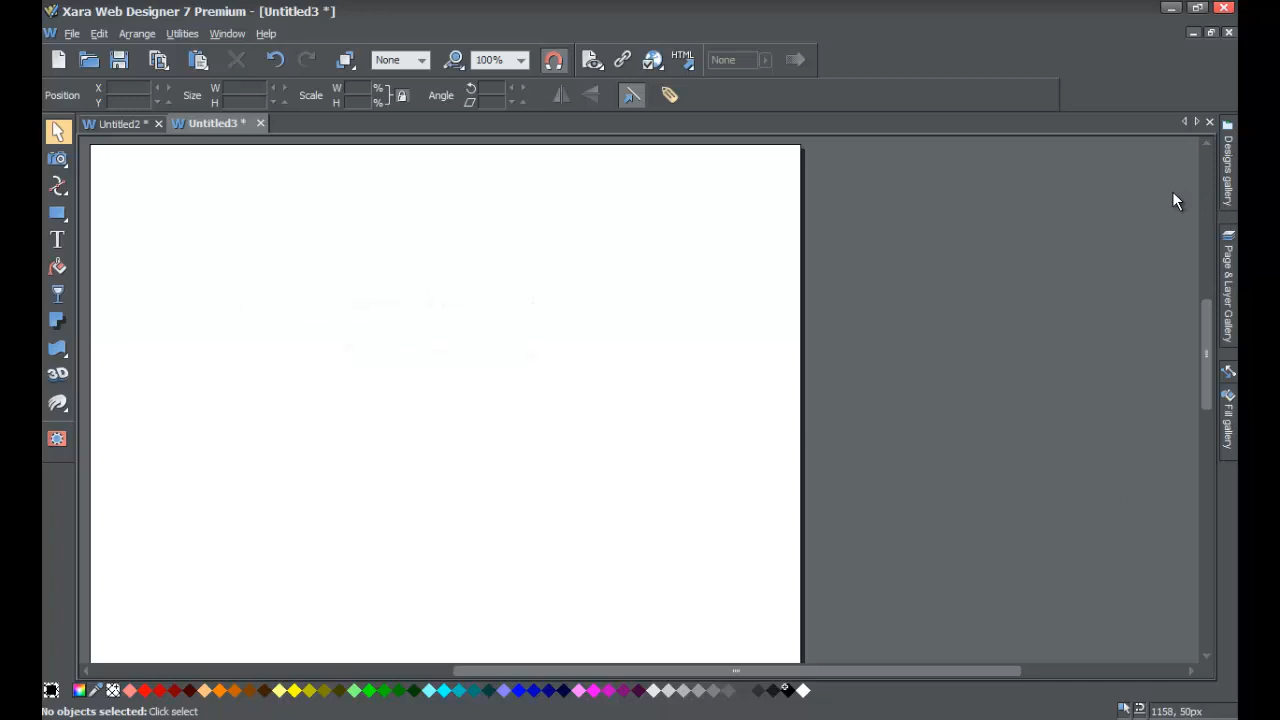 Xara Web Designer 7 Premium - [Untitled3 *]
File Edit Arrange Utilities Window Help
None 100% HTML None
Position X Y Size W H Scale W H % % Angle
Untitled2 * Untitled3 *
T
3D
Designs gallery
Page & Layer Gallery
Fill gallery
No objects selected: Click select
1158, 50px